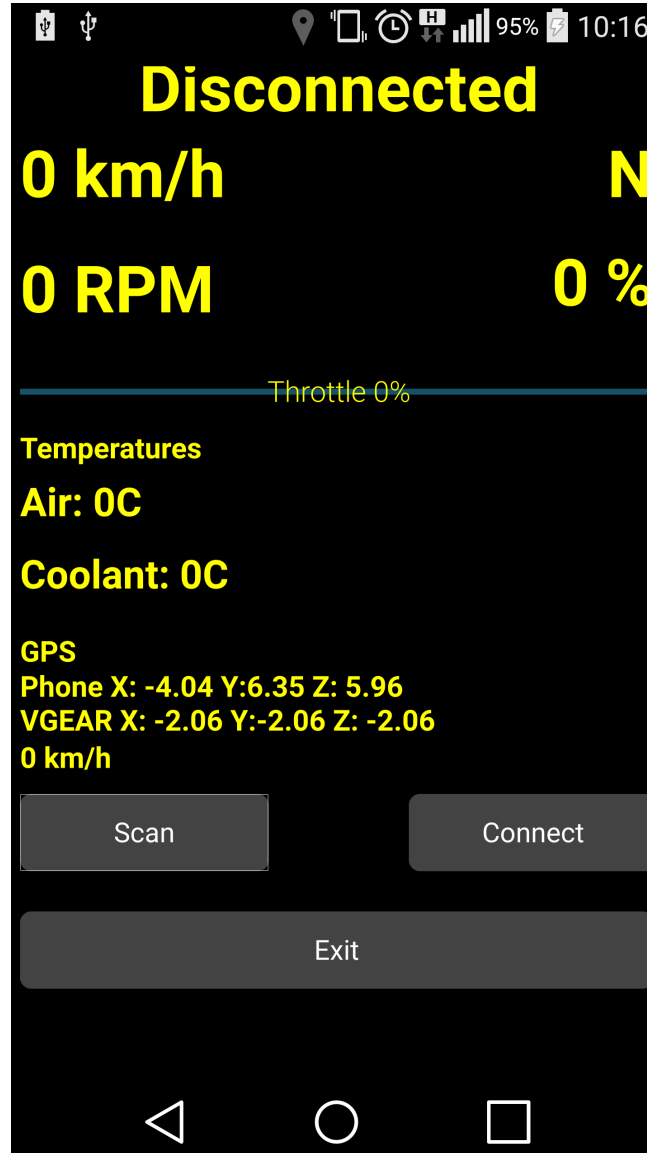 H 95% 10:16
Disconnected
0 km/h N
0 RPM 0 %
Throttle 0%
Temperatures
Air: 0C
Coolant: 0C
GPS
Phone X: -4.04 Y:6.35 Z: 5.96
VGEAR X: -2.06 Y:-2.06 Z: -2.06
0 km/h
Scan Connect
Exit